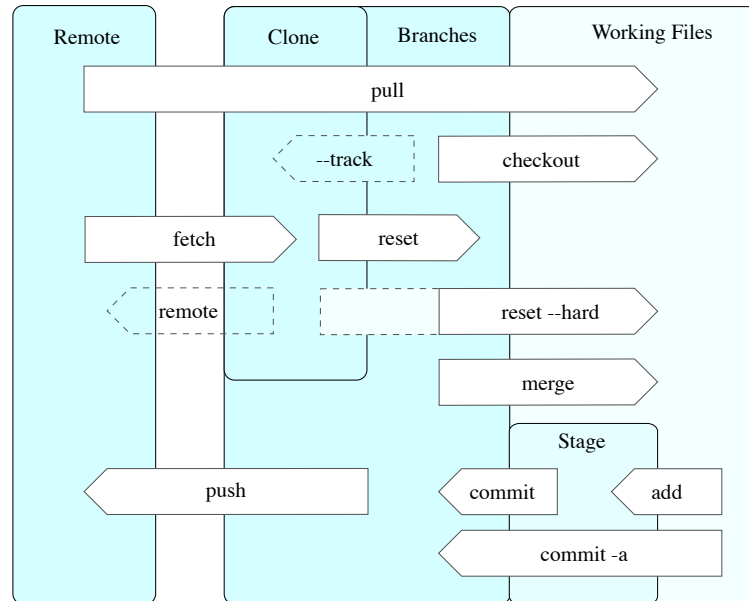 Remote
Clone
Branches
Working Files
pull
--track
checkout
fetch
reset
remote
reset --hard
merge
Stage
push
commit
add
commit -a